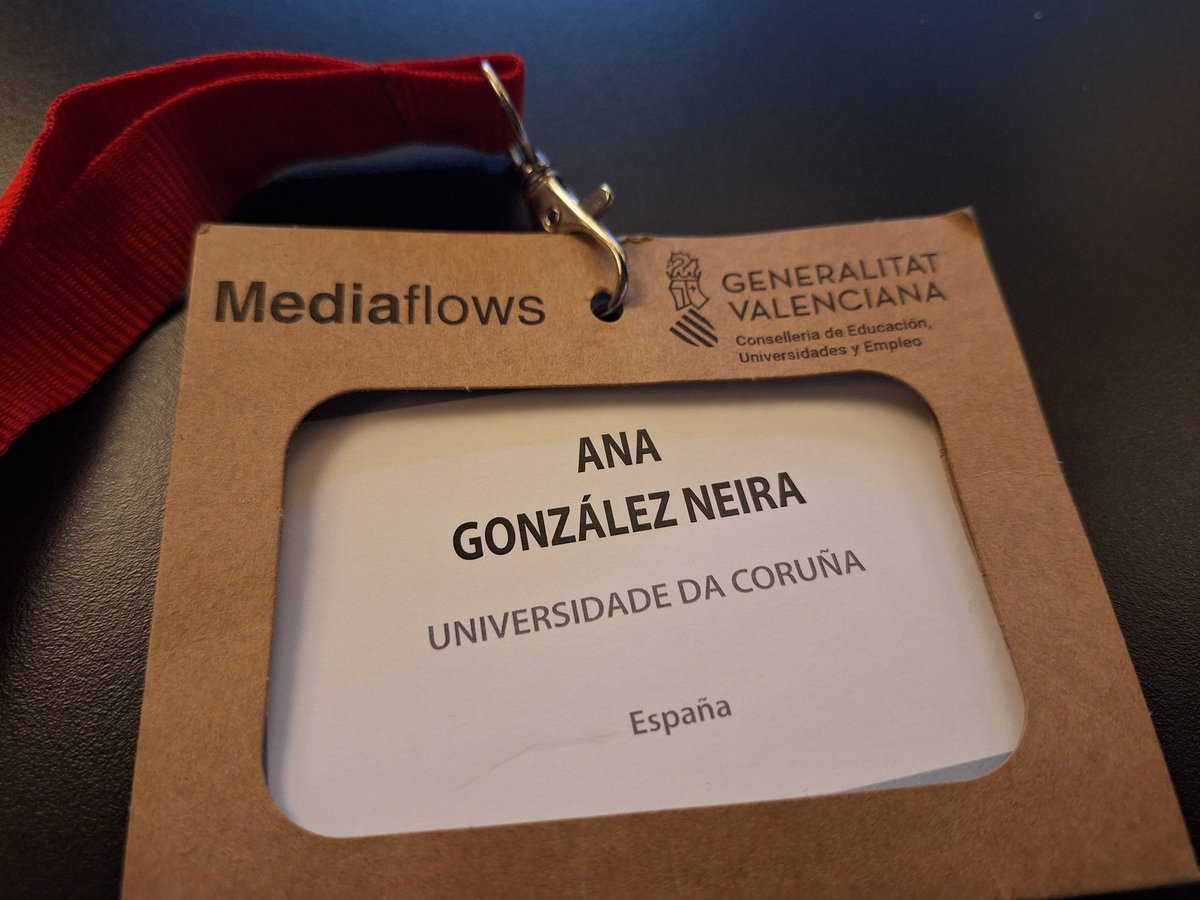 Mediaflows
GENERALITAT
VALENCIANA
Conselleria de Educación,
Universidades y Empleo
ANA
GONZÁLEZ NEIRA
UNIVERSIDADE DA CORUÑA
España